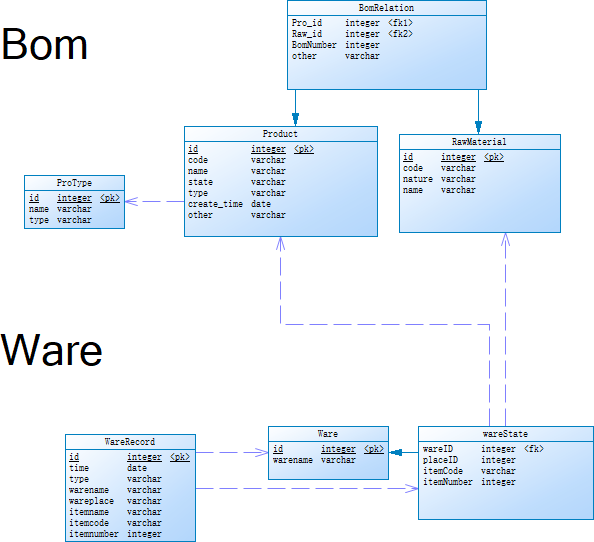 BomRelation
Pro_id integer <fk1>
Raw_id integer <fk2>
BomNumber integer
other varchar
Bom
Product
id integer <pk>
code varchar
name varchar
state varchar
type varchar
create_time date
other varchar
RawMaterial
id integer <pk>
code varchar
nature varchar
name varchar
ProType
id integer <pk>
name varchar
type varchar
Ware
WareRecord
id integer <pk>
time date
type varchar
warename varchar
wareplace varchar
itemname varchar
itemcode varchar
itemnumber integer
Ware
id integer <pk>
warename varchar
wareState
wareID integer <fk>
placeID integer
itemCode varchar
itemNumber integer